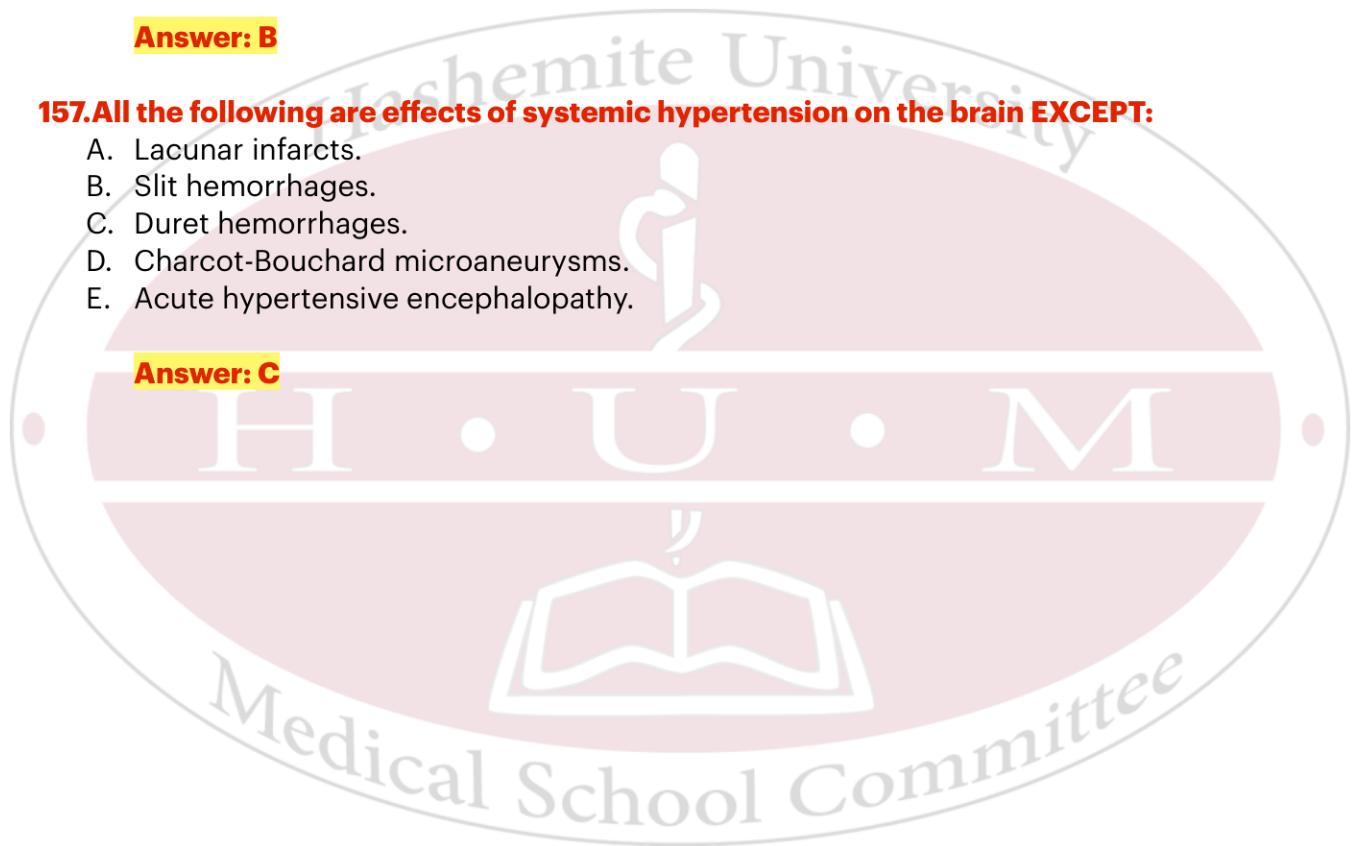 Answer: B
Hashemite University
157.All the following are effects of systemic hypertension on the brain EXCEPT:
A. Lacunar infarcts.
B. Slit hemorrhages.
C. Duret hemorrhages.
D. Charcot-Bouchard microaneurysms.
E. Acute hypertensive encephalopathy.
Answer: C
H • U • M
Medical School Committee